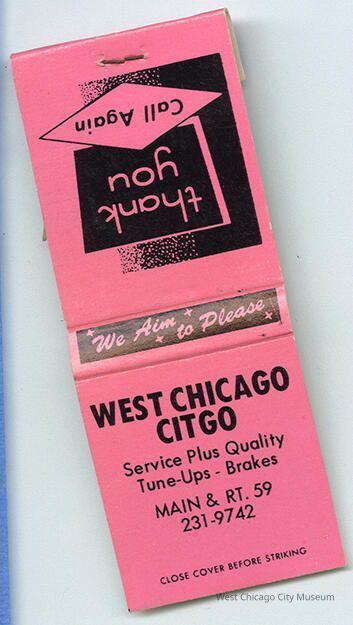 thank
you
Call Again
We Aim
to Please
WEST CHICAGO
CITGO
Service Plus Quality
Tune-Ups - Brakes
MAIN & RT. 59
231-9742
CLOSE COVER BEFORE STRIKING
West Chicago City Museum